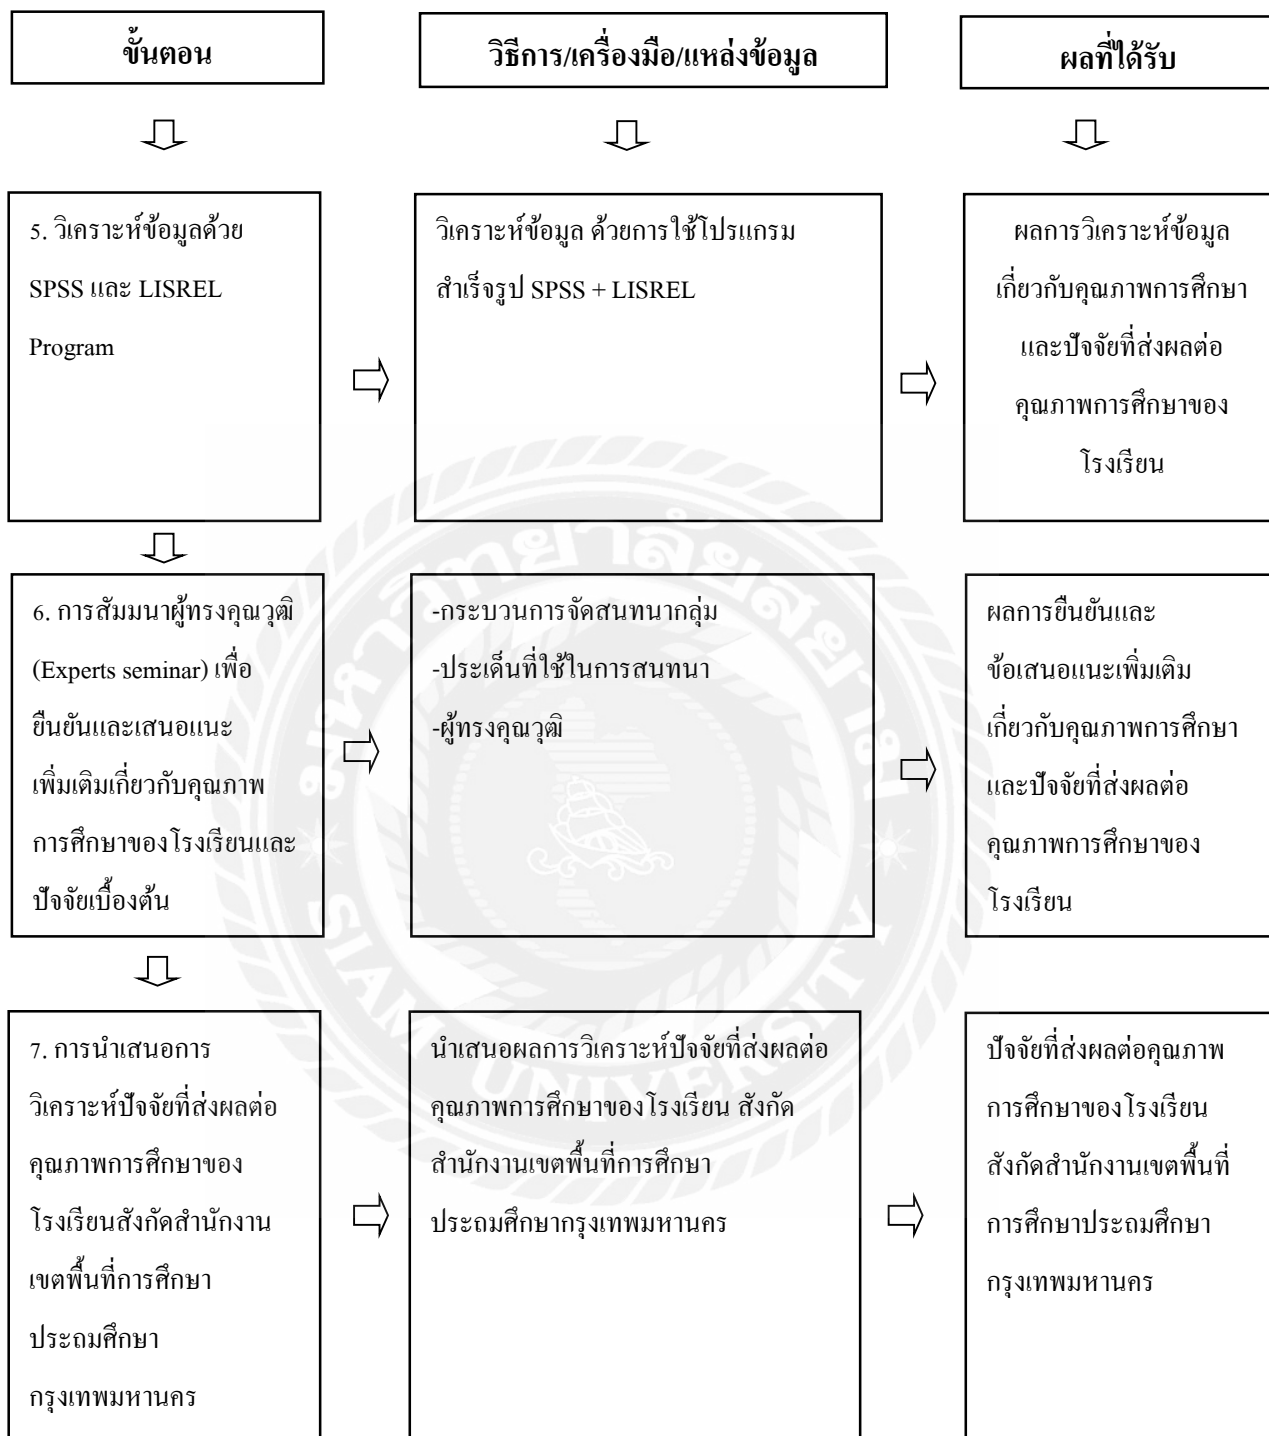 ขั้นตอน
วิธีการ/เครื่องมือ/แหล่งข้อมูล
ผลที่ได้รับ
5. วิเคราะห์ข้อมูลด้วย
SPSS และ LISREL
Program
วิเคราะห์ข้อมูล ด้วยการใช้โปรแกรม
สำเร็จรูป SPSS + LISREL
ผลการวิเคราะห์ข้อมูล
เกี่ยวกับคุณภาพการศึกษา
และปัจจัยที่ส่งผลต่อ
คุณภาพการศึกษาของ
โรงเรียน
6. การสัมมนาผู้ทรงคุณวุฒิ
(Experts seminar) เพื่อ
ยืนยันและเสนอแนะ
เพิ่มเติมเกี่ยวกับคุณภาพ
การศึกษาของโรงเรียนและ
ปัจจัยเบื้องต้น
-กระบวนการจัดสนทนากลุ่ม
-ประเด็นที่ใช้ในการสนทนา
-ผู้ทรงคุณวุฒิ
ผลการยืนยันและ
ข้อเสนอแนะเพิ่มเติม
เกี่ยวกับคุณภาพการศึกษา
และปัจจัยที่ส่งผลต่อ
คุณภาพการศึกษาของ
โรงเรียน
7. การนำเสนอการ
วิเคราะห์ปัจจัยที่ส่งผลต่อ
คุณภาพการศึกษาของ
โรงเรียนสังกัดสำนักงาน
เขตพื้นที่การศึกษา
ประถมศึกษา
กรุงเทพมหานคร
นำเสนอผลการวิเคราะห์ปัจจัยที่ส่งผลต่อ
คุณภาพการศึกษาของโรงเรียน สังกัด
สำนักงานเขตพื้นที่การศึกษา
ประถมศึกษากรุงเทพมหานคร
ปัจจัยที่ส่งผลต่อคุณภาพ
การศึกษาของโรงเรียน
สังกัดสำนักงานเขตพื้นที่
การศึกษาประถมศึกษา
กรุงเทพมหานคร
มหาวิทยาลัยสยาม
SIAM UNIVERSITY